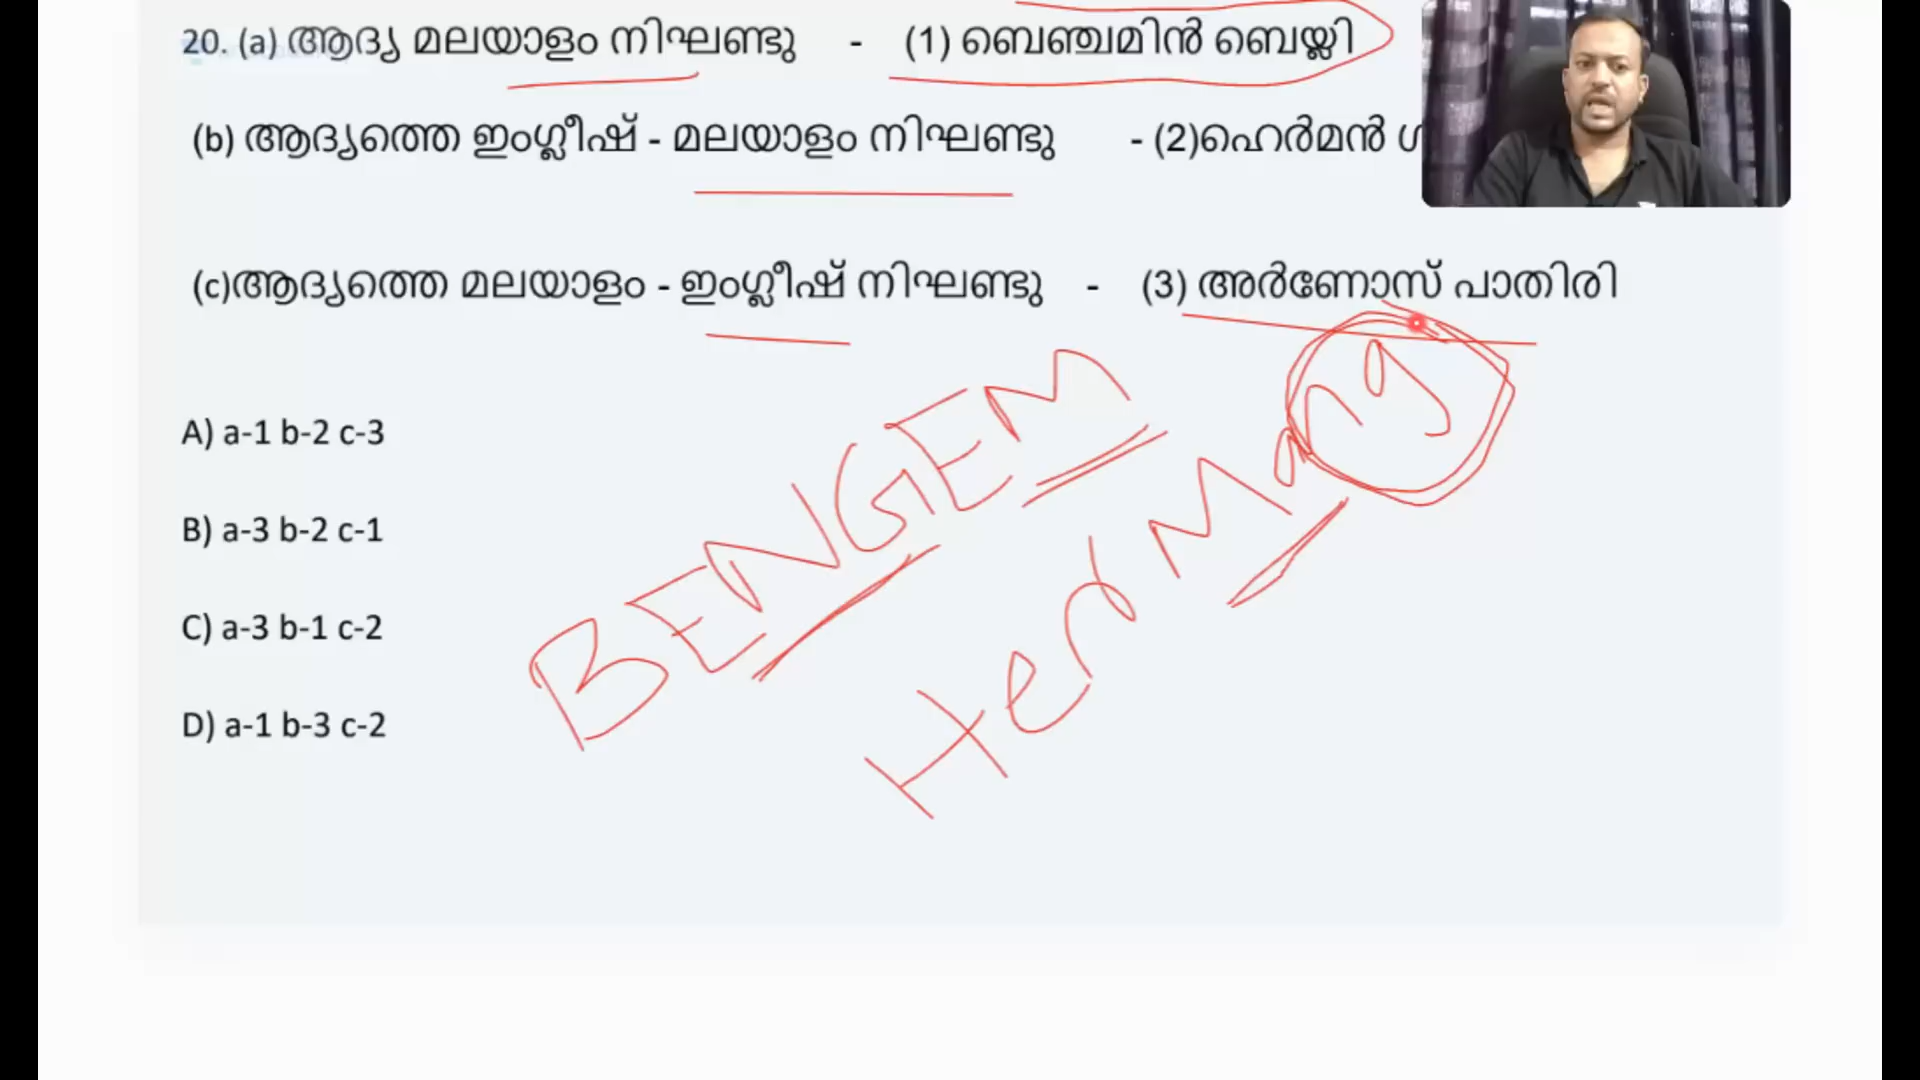 20. (a) ആദ്യ മലയാളം നിഘണ്ടു - (1) ബെഞ്ചമിൻ ബെയ്ലി
(b) ആദ്യത്തെ ഇംഗ്ലീഷ് - മലയാളം നിഘണ്ടു - (2)ഹെർമൻ
(c)ആദ്യത്തെ മലയാളം - ഇംഗ്ലീഷ് നിഘണ്ടു - (3) അർണോസ് പാതിരി
A) a-1 b-2 c-3
B) a-3 b-2 c-1
C) a-3 b-1 c-2
D) a-1 b-3 c-2
BENGEM
HerMang